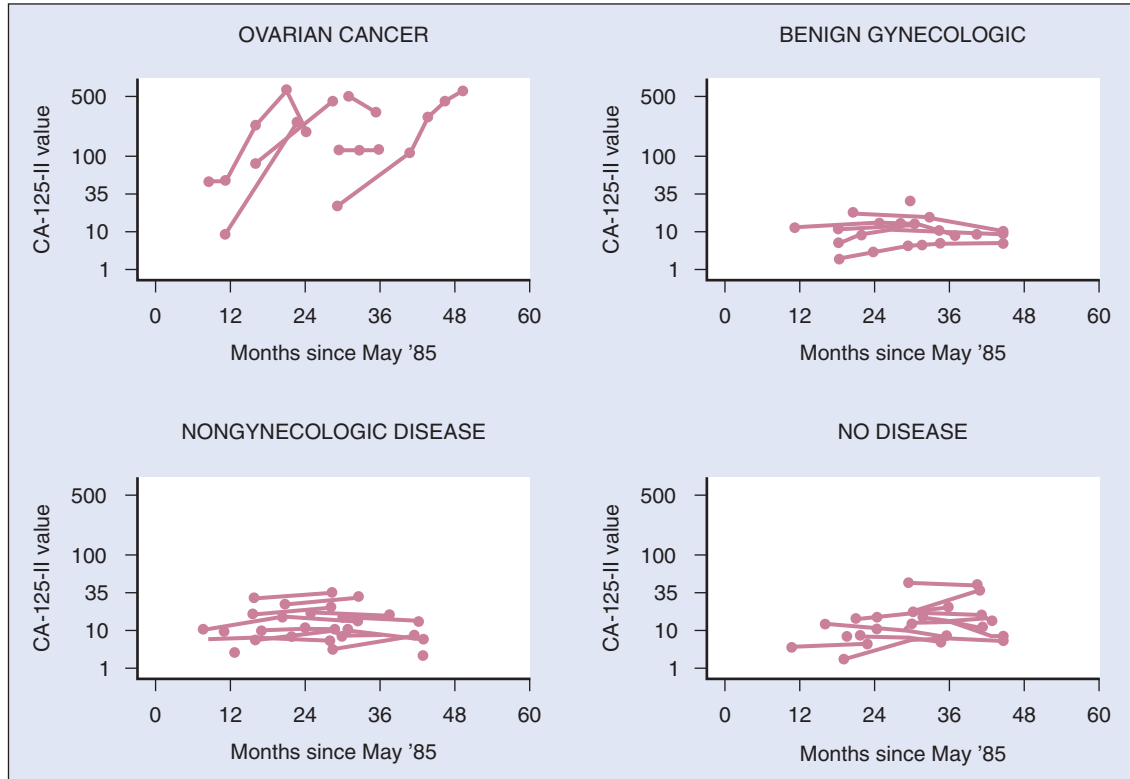 OVARIAN CANCER
CA-125-II value
500
100
35
10
1
0 12 24 36 48 60
Months since May '85
BENIGN GYNECOLOGIC
CA-125-II value
500
100
35
10
1
0 12 24 36 48 60
Months since May '85
NONGYNECOLOGIC DISEASE
CA-125-II value
500
100
35
10
1
0 12 24 36 48 60
Months since May '85
NO DISEASE
CA-125-II value
500
100
35
10
1
0 12 24 36 48 60
Months since May '85